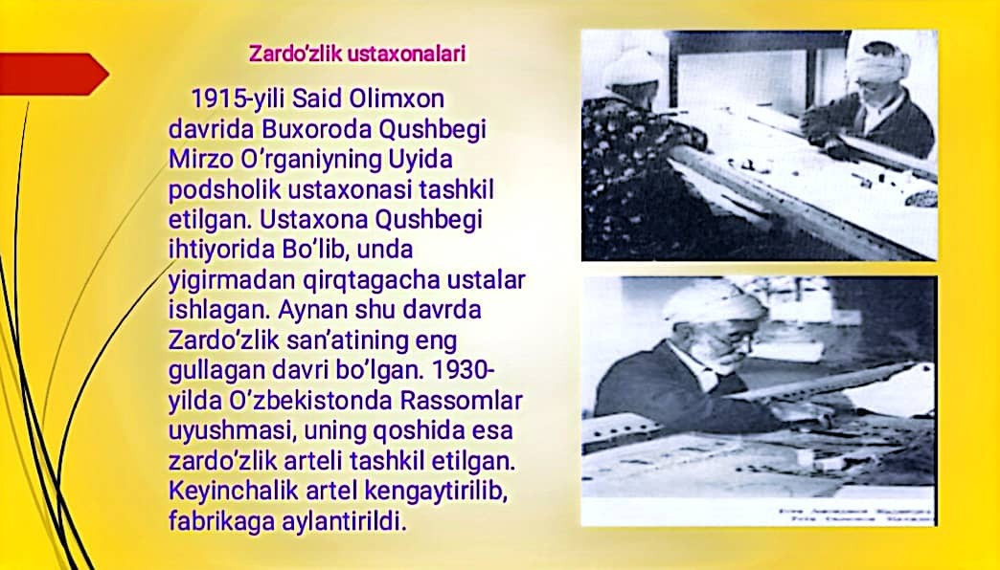 Zardo’zlik ustaxonalari
1915-yili Said Olimxon
davrida Buxoroda Qushbegi
Mirzo O’rganiyning Uyida
podsholik ustaxonasi tashkil
etilgan. Ustaxona Qushbegi
ihtiyorida Bo’lib, unda
yigirmadan qirqtagacha ustalar
ishlagan. Aynan shu davrda
Zardo’zlik san’atining eng
gullagan davri bo’lgan. 1930-
yilda O’zbekistonda Rassomlar
uyushmasi, uning qoshida esa
zardo’zlik arteli tashkil etilgan.
Keyinchalik artel kengaytirilib,
fabrikaga aylantirildi.